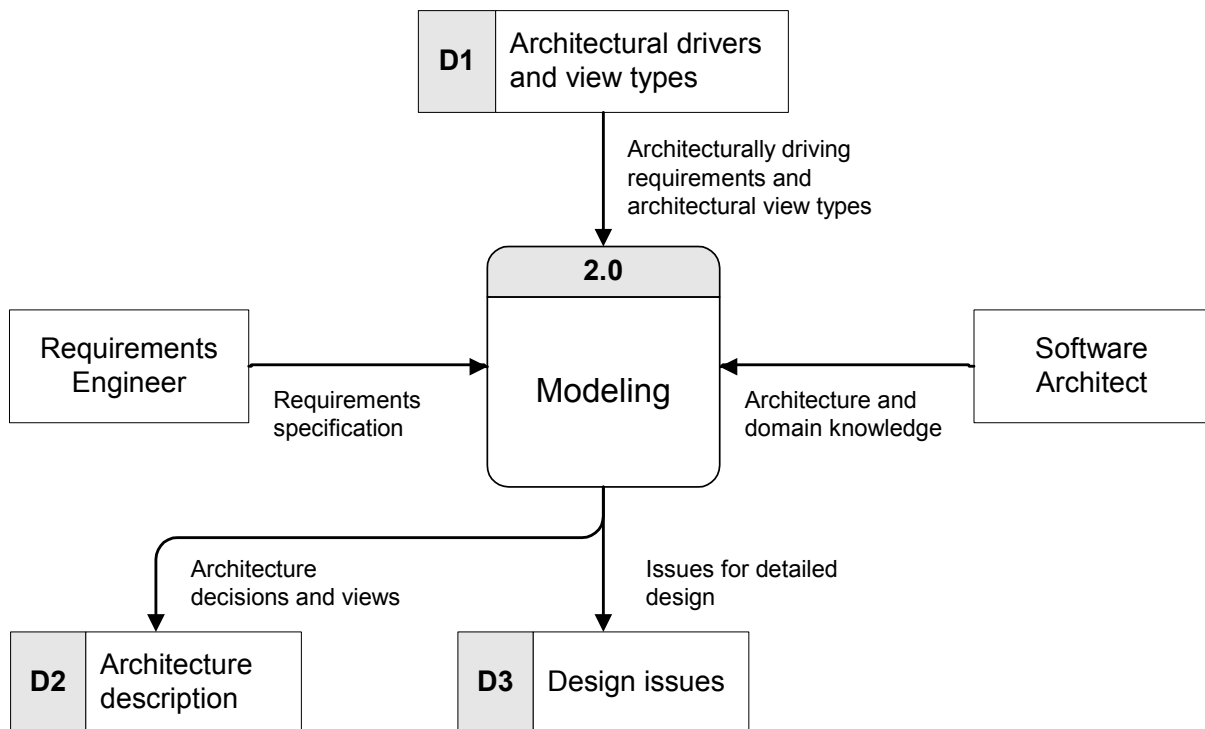 D1
Architectural drivers
and view types
Architecturally driving
requirements and
architectural view types
2.0
Modeling
Requirements
Engineer
Requirements
specification
Software
Architect
Architecture and
domain knowledge
Architecture
decisions and views
Issues for detailed
design
D2
Architecture
description
D3
Design issues